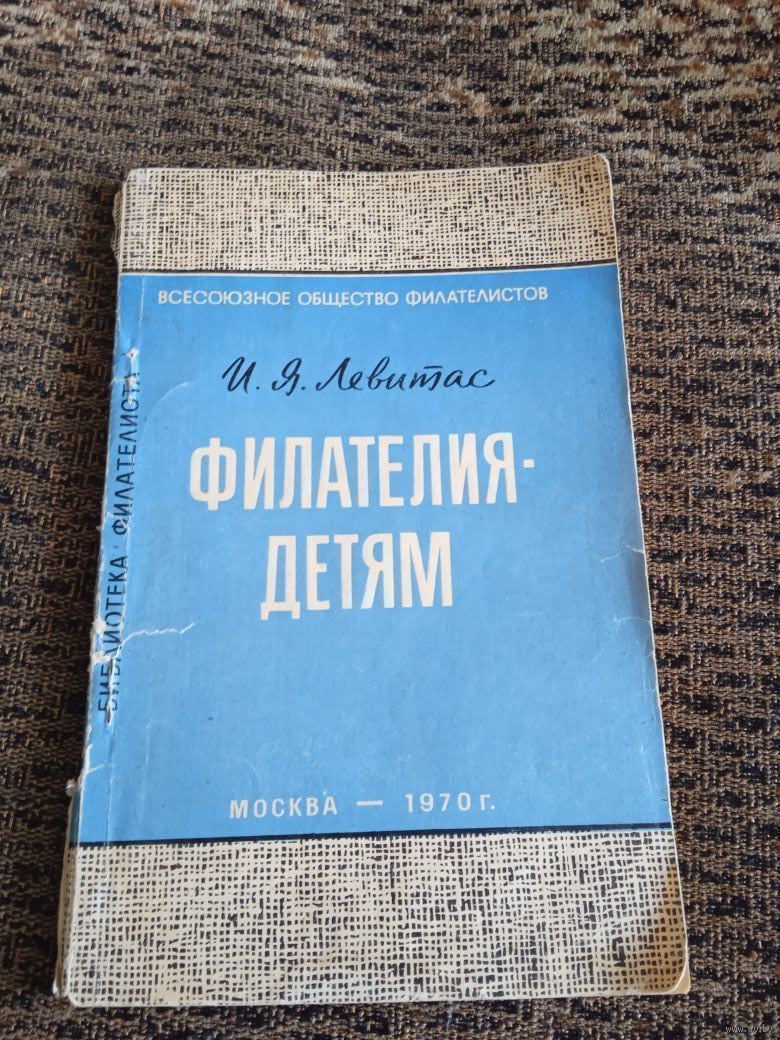 ВСЕСОЮЗНОЕ ОБЩЕСТВО ФИЛАТЕЛИСТОВ
И. Я. Левитас
ФИЛАТЕЛИЯ-
ДЕТЯМ
МОСКВА — 1970 г.
БИБЛИОТЕКА ФИЛАТЕЛИСТА